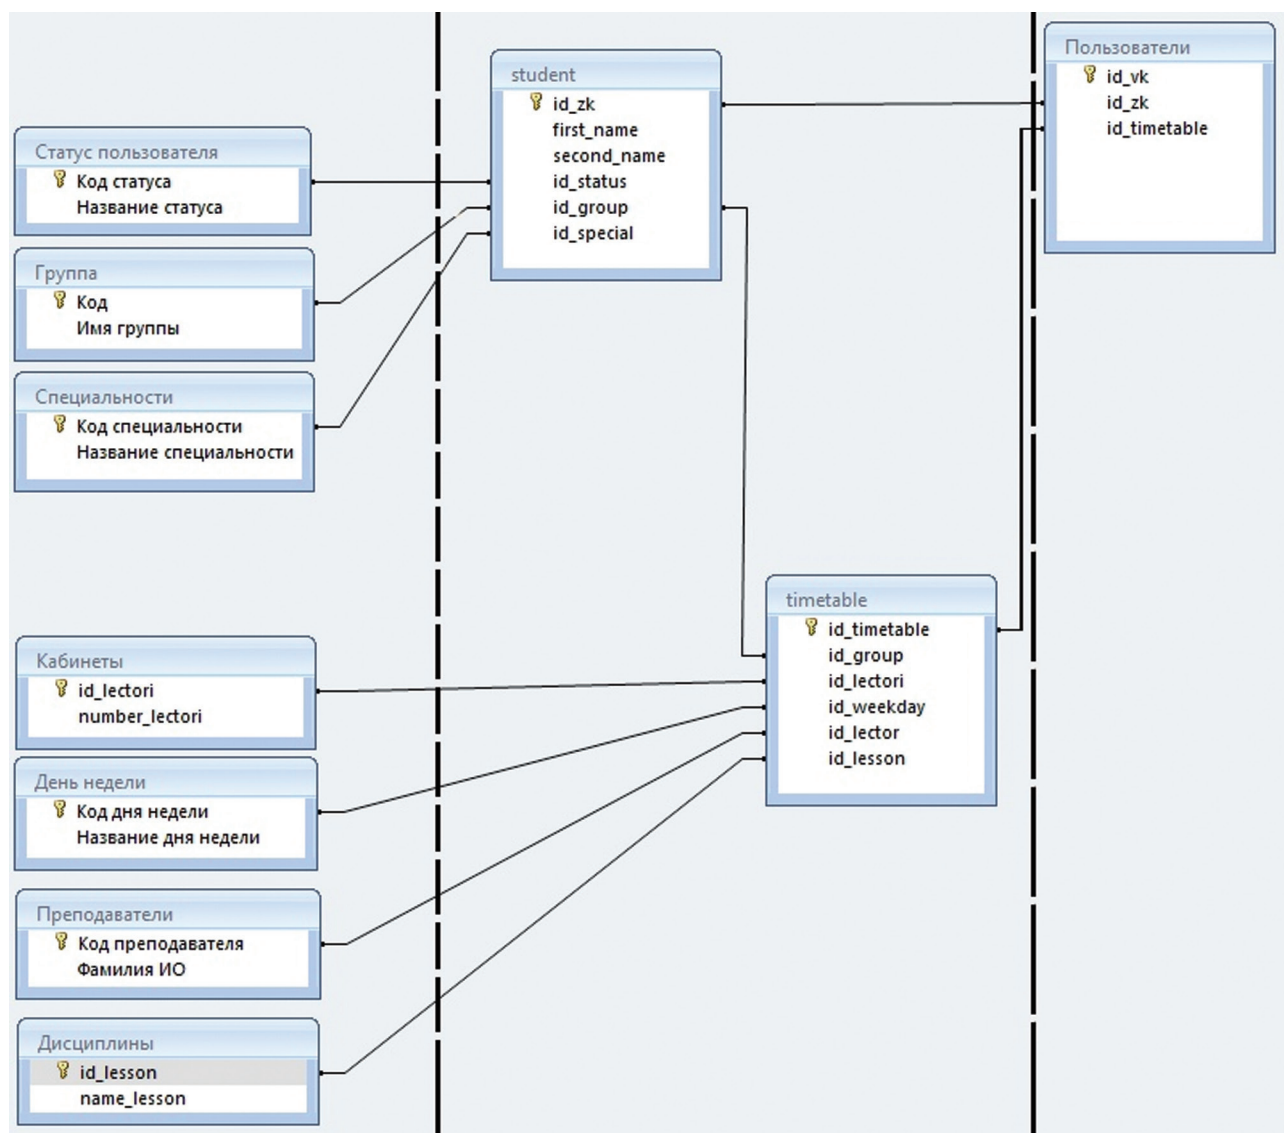 Статус пользователя
Код статуса
Название статуса
Группа
Код
Имя группы
Специальности
Код специальности
Название специальности
Кабинеты
id_lectori
number_lectori
День недели
Код дня недели
Название дня недели
Преподаватели
Код преподавателя
Фамилия ИО
Дисциплины
id_lesson
name_lesson
student
id_zk
first_name
second_name
id_status
id_group
id_special
timetable
id_timetable
id_group
id_lectori
id_weekday
id_lector
id_lesson
Пользователи
id_vk
id_zk
id_timetable